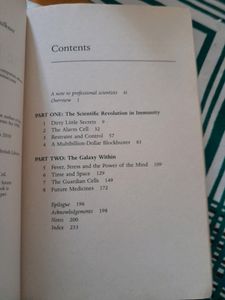 Contents
A note to professional scientists xi
Overview 1
PART ONE: The Scientific Revolution in Immunity
1 Dirty Little Secrets 9
2 The Alarm Cell 32
3 Restraint and Control 57
4 A Multibillion-Dollar Blockbuster 81
PART TWO: The Galaxy Within
5 Fever, Stress and the Power of the Mind 109
6 Time and Space 129
7 The Guardian Cells 149
8 Future Medicines 172
Epilogue 196
Acknowledgements 198
Notes 200
Index 253